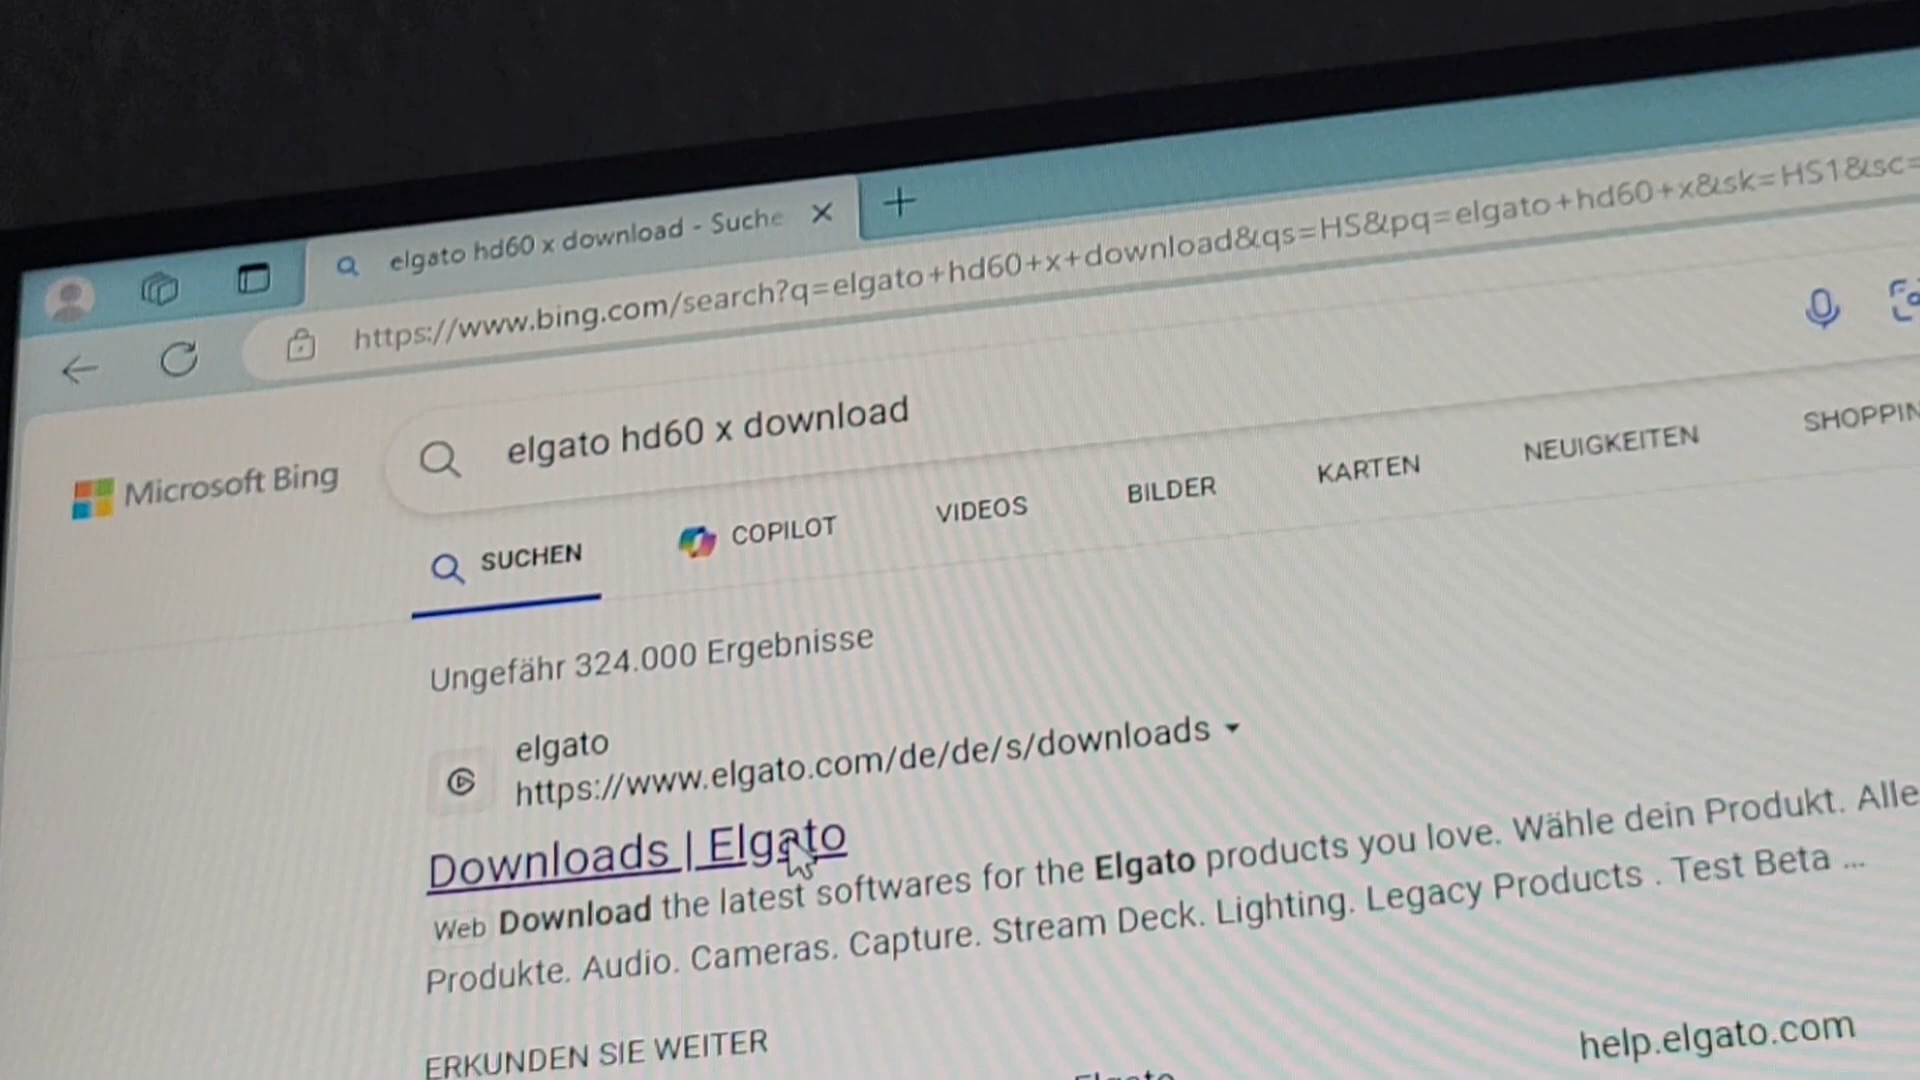 elgato hd60 x download - Suche
https://www.bing.com/search?q=elgato+hd60+x+download&qs=HS&pq=elgato+hd60+x&sk=HS1&sc=
Microsoft Bing
elgato hd60 x download
SUCHEN
COPILOT
VIDEOS
BILDER
KARTEN
NEUIGKEITEN
SHOPPIN
Ungefähr 324.000 Ergebnisse
elgato
https://www.elgato.com/de/de/s/downloads
Downloads | Elgato
Web Download the latest softwares for the Elgato products you love. Wähle dein Produkt. Alle
Produkte. Audio. Cameras. Capture. Stream Deck. Lighting. Legacy Products . Test Beta ...
ERKUNDEN SIE WEITER
help.elgato.com